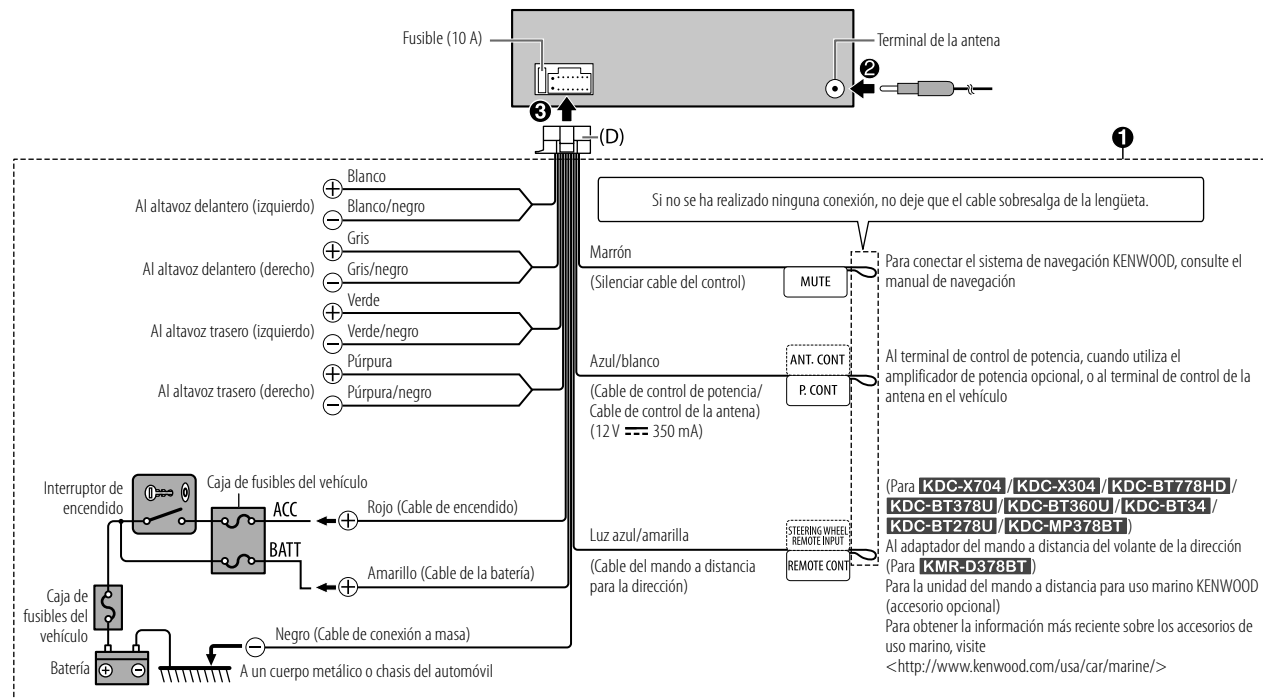 Fusible (10 A)
Terminal de la antena
❷
❸
(D)
❶
Blanco
Al altavoz delantero (izquierdo)
Blanco/negro
Gris
Al altavoz delantero (derecho)
Gris/negro
Verde
Al altavoz trasero (izquierdo)
Verde/negro
Púrpura
Al altavoz trasero (derecho)
Púrpura/negro
Si no se ha realizado ninguna conexión, no deje que el cable sobresalga de la lengüeta.
Marrón
(Silenciar cable del control)
MUTE
Para conectar el sistema de navegación KENWOOD, consulte el
manual de navegación
Azul/blanco
(Cable de control de potencia/
Cable de control de la antena)
(12 V ⎓ 350 mA)
ANT. CONT
P. CONT
Al terminal de control de potencia, cuando utiliza el
amplificador de potencia opcional, o al terminal de control de la
antena en el vehículo
Interruptor de
encendido
Caja de fusibles del vehículo
ACC
Rojo (Cable de encendido)
BATT
Amarillo (Cable de la batería)
Caja de
fusibles del
vehículo
Negro (Cable de conexión a masa)
Batería
A un cuerpo metálico o chasis del automóvil
Luz azul/amarilla
(Cable del mando a distancia
para la dirección)
STEERING WHEEL
REMOTE INPUT
REMOTE CONT
(Para KDC-X704 / KDC-X304 / KDC-BT778HD /
KDC-BT378U / KDC-BT360U / KDC-BT34 /
KDC-BT278U / KDC-MP378BT)
Al adaptador del mando a distancia del volante de la dirección
(Para KMR-D378BT)
Para la unidad del mando a distancia para uso marino KENWOOD
(accesorio opcional)
Para obtener la información más reciente sobre los accesorios de
uso marino, visite
<http://www.kenwood.com/usa/car/marine/>